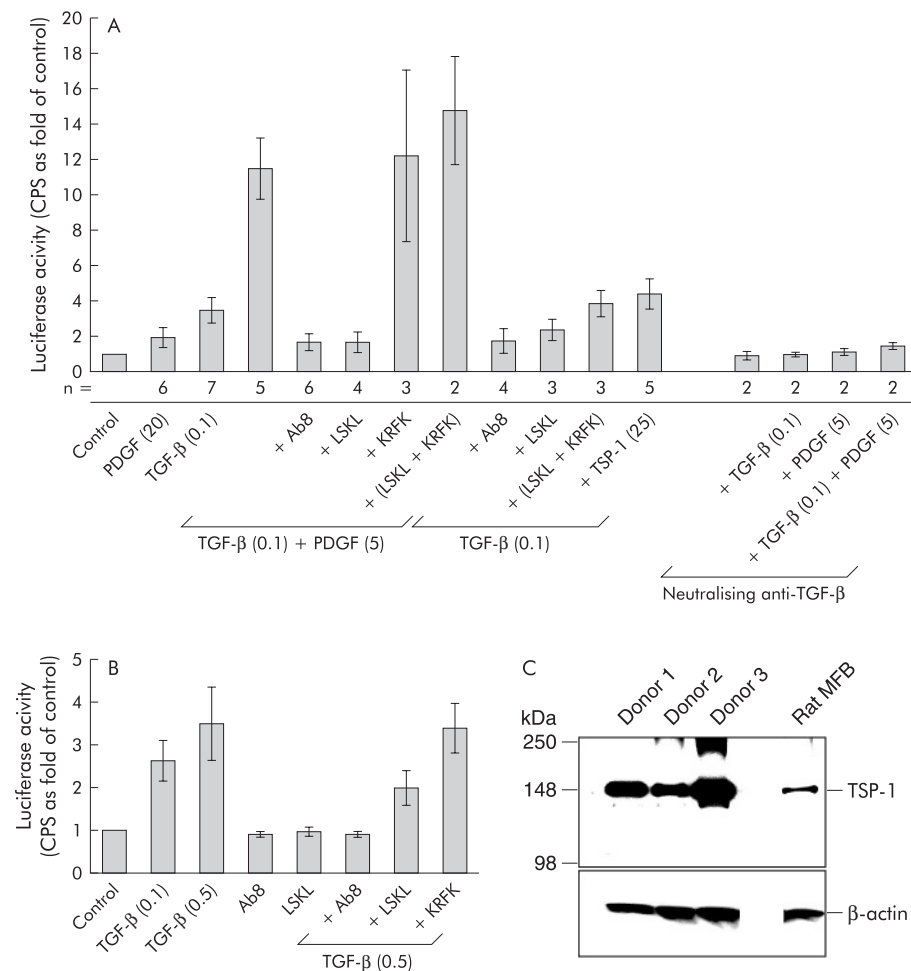 A
Luciferase acivity (CPS as fold of control)
20
18
16
14
12
10
8
6
4
2
0
n = 6 7 5 6 4 3 2 4 3 3 5 2 2 2 2
Control
PDGF (20)
TGF-β (0.1)
+ Ab8
+ LSKL
+ KRFK
+ (LSKL + KRFK)
+ Ab8
+ LSKL
+ (LSKL + KRFK)
+ TSP-1 (25)
+ TGF-β (0.1)
+ PDGF (5)
+ TGF-β (0.1) + PDGF (5)
TGF-β (0.1) + PDGF (5)
TGF-β (0.1)
Neutralising anti-TGF-β
B
Luciferase acivity
(CPS as fold of control)
5
4
3
2
1
0
Control
TGF-β (0.1)
TGF-β (0.5)
Ab8
LSKL
+ Ab8
+ LSKL
+ KRFK
TGF-β (0.5)
C
Donor 1
Donor 2
Donor 3
Rat MFB
kDa
250
148
98
TSP-1
β-actin